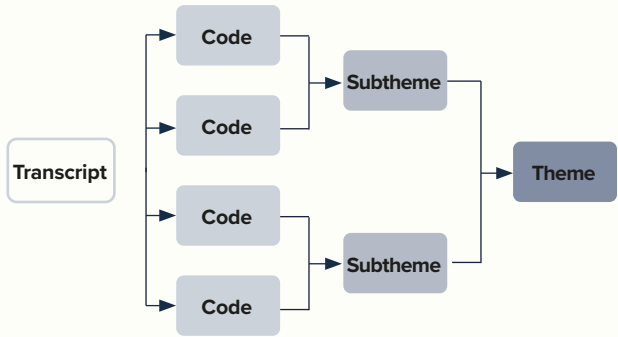 Transcript
Code
Code
Code
Code
Subtheme
Subtheme
Theme